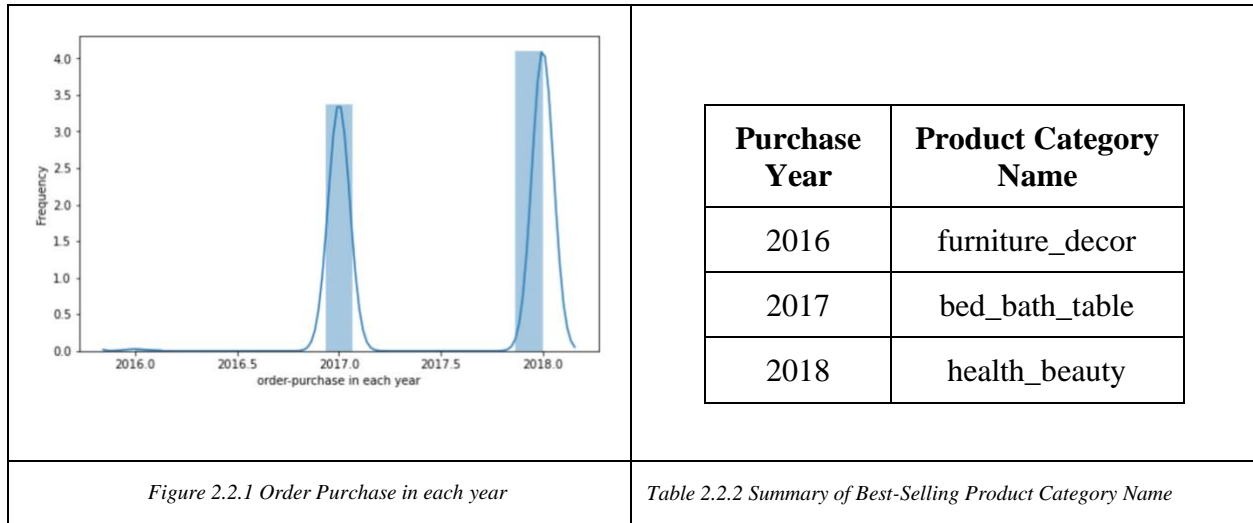 4.0
3.5
3.0
2.5
2.0
1.5
1.0
0.5
0.0
Frequency
2016.0 2016.5 2017.0 2017.5 2018.0
order-purchase in each year
Purchase Year Product Category Name
2016 furniture_decor
2017 bed_bath_table
2018 health_beauty
Figure 2.2.1 Order Purchase in each year
Table 2.2.2 Summary of Best-Selling Product Category Name